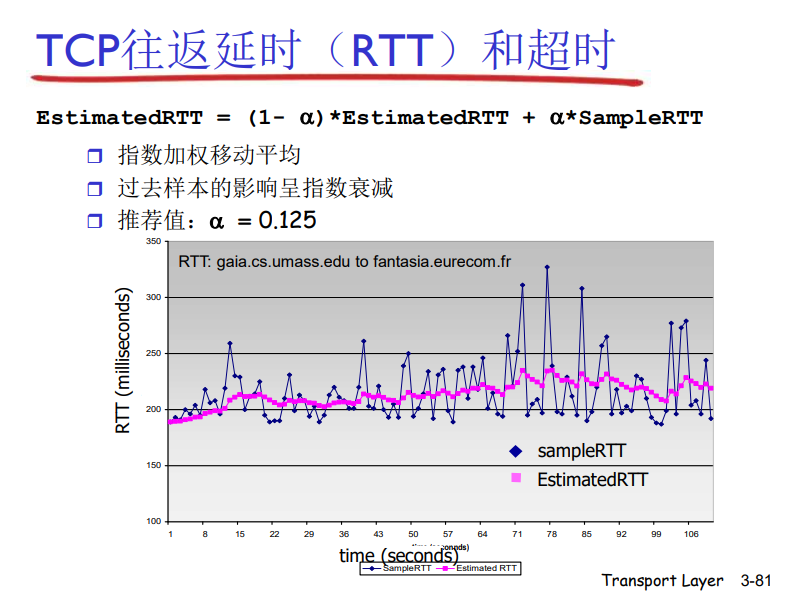 TCP往返延时（RTT）和超时
EstimatedRTT = (1- α)*EstimatedRTT + α*SampleRTT
指数加权移动平均
过去样本的影响呈指数衰减
推荐值：α = 0.125
RTT: gaia.cs.umass.edu to fantasia.eurecom.fr
RTT (milliseconds)
350
300
250
200
150
100
sampleRTT
EstimatedRTT
1 8 15 22 29 36 43 50 57 64 71 78 85 92 99 106
time (seconds)
SampleRTT Estimated RTT
Transport Layer 3-81